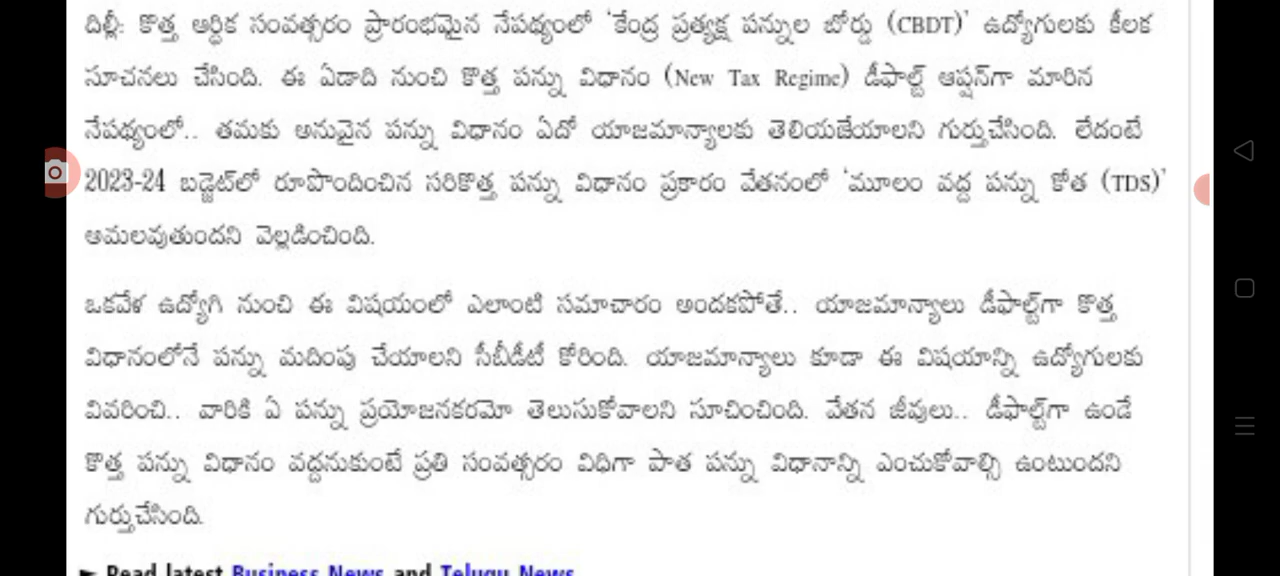 దిల్లీ: కొత్త ఆర్థిక సంవత్సరం ప్రారంభమైన నేపథ్యంలో ‘కేంద్ర ప్రత్యక్ష పన్నుల బోర్డు (CBDT)’ ఉద్యోగులకు కీలక
సూచనలు చేసింది. ఈ ఏడాది నుంచి కొత్త పన్ను విధానం (New Tax Regime) డీఫాల్ట్ ఆప్షన్‌గా మారిన
నేపథ్యంలో.. తమకు అనువైన పన్ను విధానం ఏదో యాజమాన్యాలకు తెలియజేయాలని గుర్తుచేసింది. లేదంటే
2023-24 బడ్జెట్‌లో రూపొందించిన సరికొత్త పన్ను విధానం ప్రకారం వేతనంలో ‘మూలం వద్ద పన్ను కోత (TDS)’
అమలవుతుందని వెల్లడించింది.
ఒకవేళ ఉద్యోగి నుంచి ఈ విషయంలో ఎలాంటి సమాచారం అందకపోతే.. యాజమాన్యాలు డీఫాల్ట్‌గా కొత్త
విధానంలోనే పన్ను మదింపు చేయాలని సీబీడీటీ కోరింది. యాజమాన్యాలు కూడా ఈ విషయాన్ని ఉద్యోగులకు
వివరించి.. వారికి ఏ పన్ను ప్రయోజనకరమో తెలుసుకోవాలని సూచించింది. వేతన జీవులు.. డీఫాల్ట్‌గా ఉండే
కొత్త పన్ను విధానం వద్దనుకుంటే ప్రతి సంవత్సరం విధిగా పాత పన్ను విధానాన్ని ఎంచుకోవాల్సి ఉంటుందని
గుర్తుచేసింది.
► Read latest Business News and Telugu News